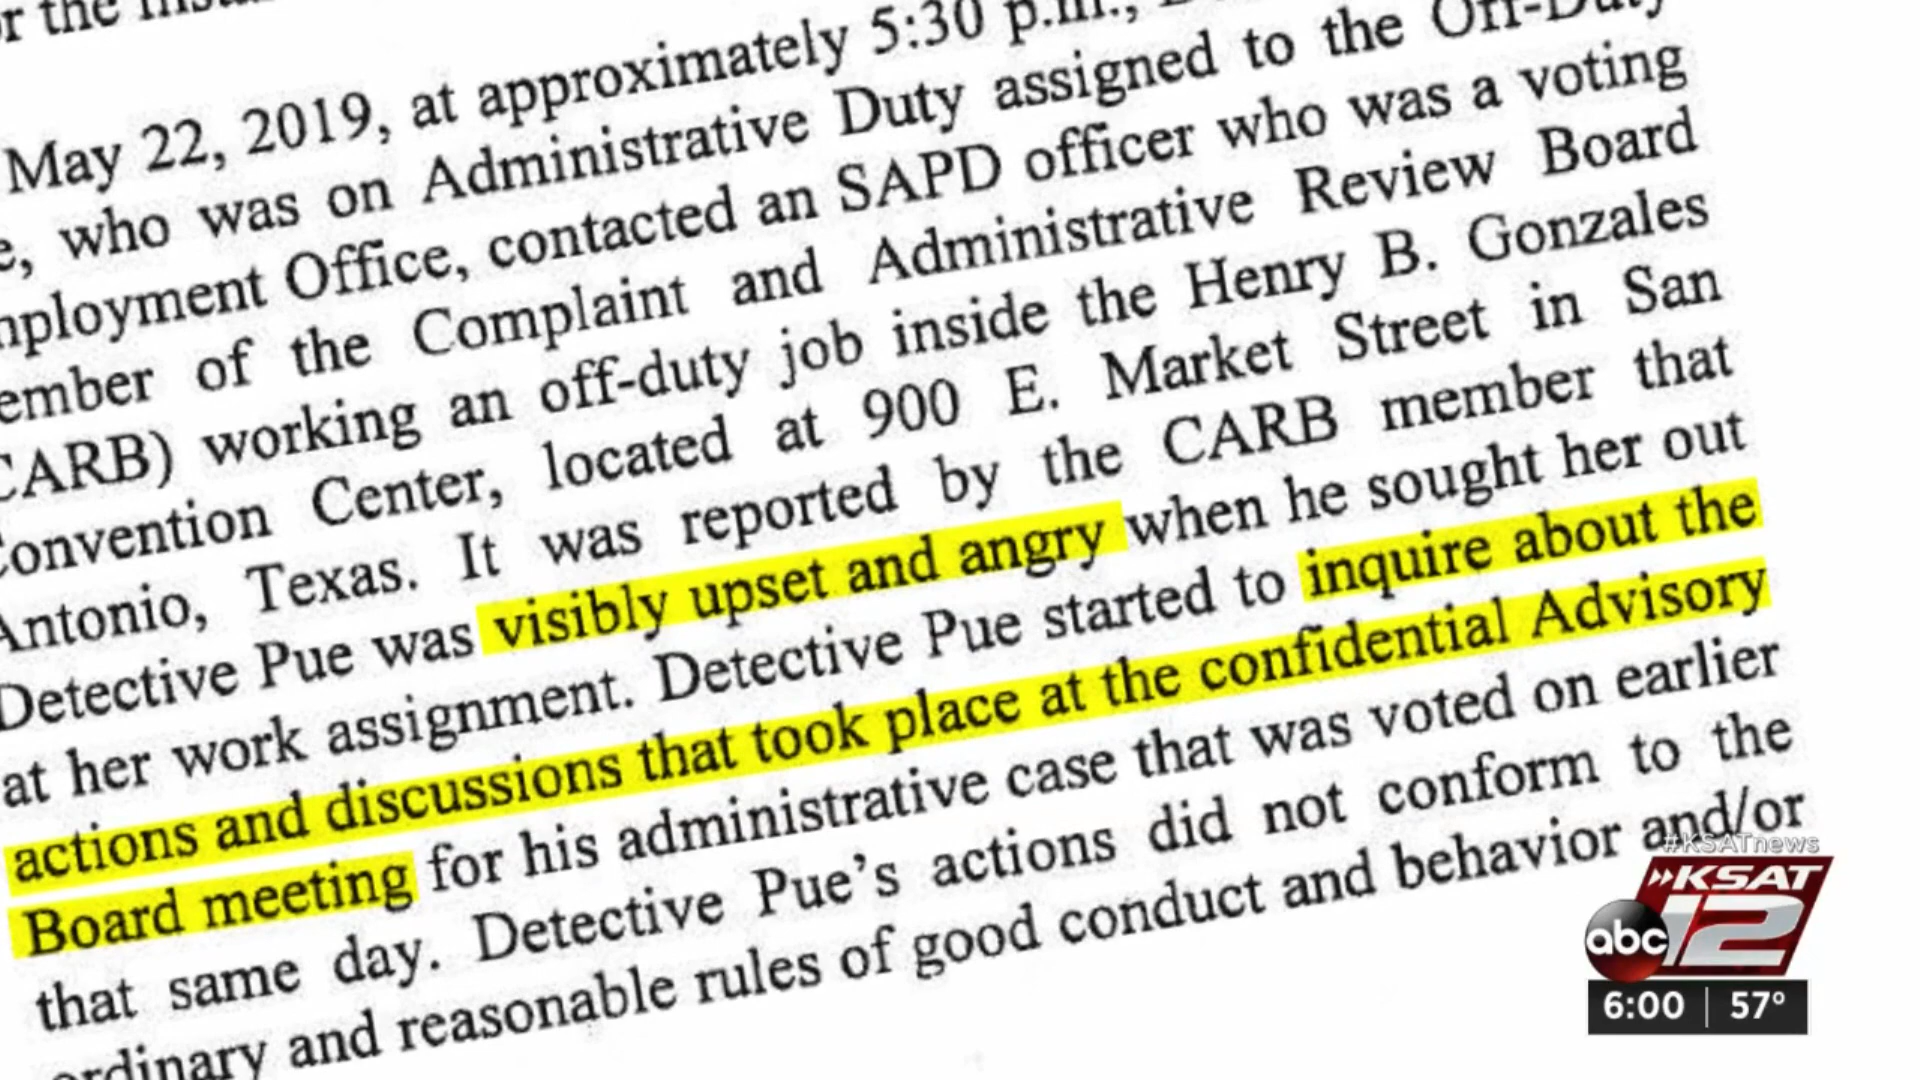 or the
May 22, 2019, at approximately 5:30 p.m.,
e, who was on Administrative Duty assigned to the Off-Duty
mployment Office, contacted an SAPD officer who was a voting
ember of the Complaint and Administrative Review Board
CARB) working an off-duty job inside the Henry B. Gonzales
Convention Center, located at 900 E. Market Street in San
Antonio, Texas. It was reported by the CARB member that
Detective Pue was visibly upset and angry when he sought her out
at her work assignment. Detective Pue started to inquire about the
actions and discussions that took place at the confidential Advisory
Board meeting for his administrative case that was voted on earlier
that same day. Detective Pue's actions did not conform to the
ordinary and reasonable rules of good conduct and behavior and/or
#KSATnews
KSAT
abc 12
6:00 57°